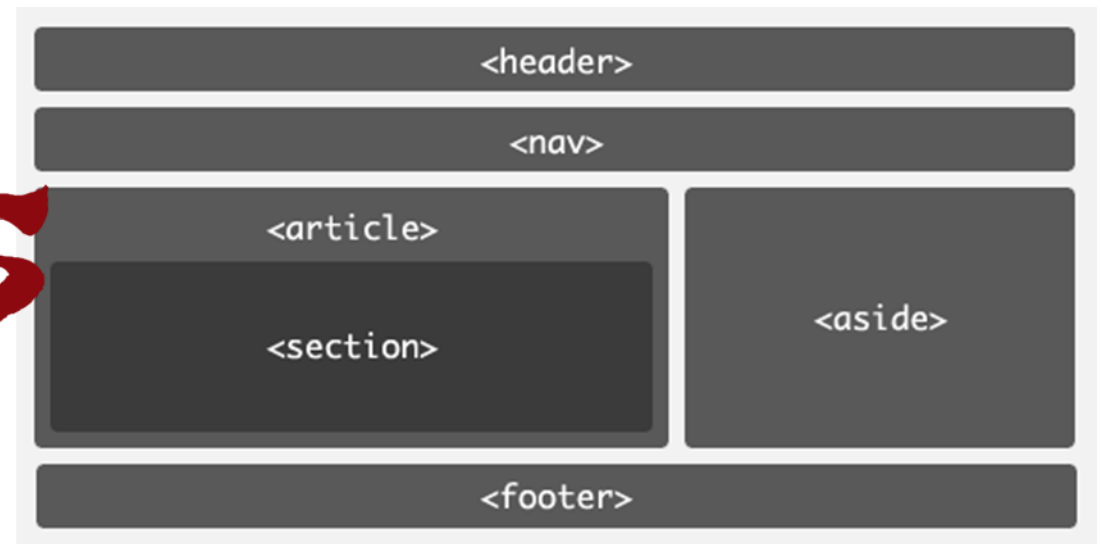 <header>
<nav>
<article>
<section>
<aside>
<footer>